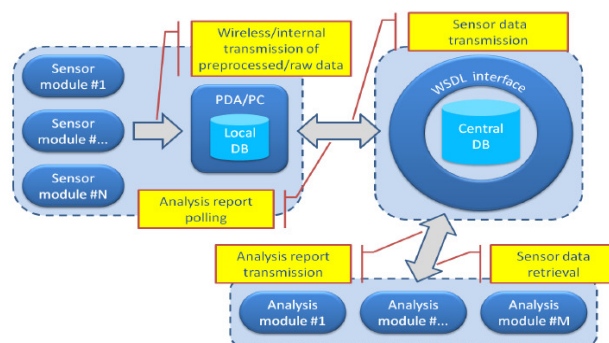 Wireless/internal
transmission of
preprocessed/raw data
Sensor data
transmission
Sensor
module #1
Sensor
module #...
Sensor
module #N
PDA/PC
Local
DB
WSDL interface
Central
DB
Analysis report
polling
Analysis report
transmission
Sensor data
retrieval
Analysis
module #1
Analysis
module #...
Analysis
module #M